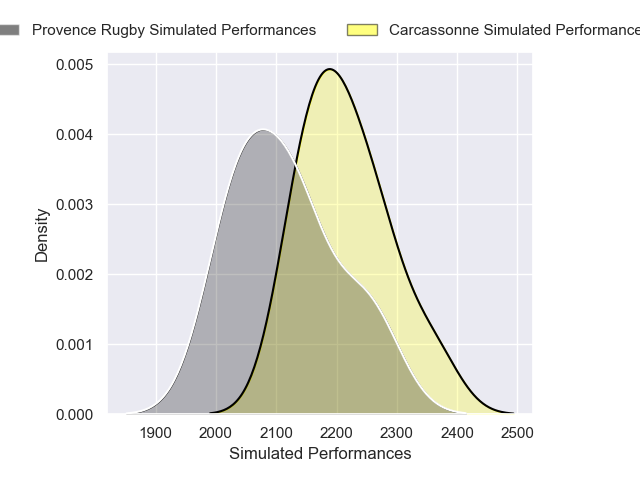 Provence Rugby Simulated Performances
Carcassonne Simulated Performance
0.005
0.004
0.003
0.002
0.001
0.000
Density
1900 2000 2100 2200 2300 2400 2500
Simulated Performances